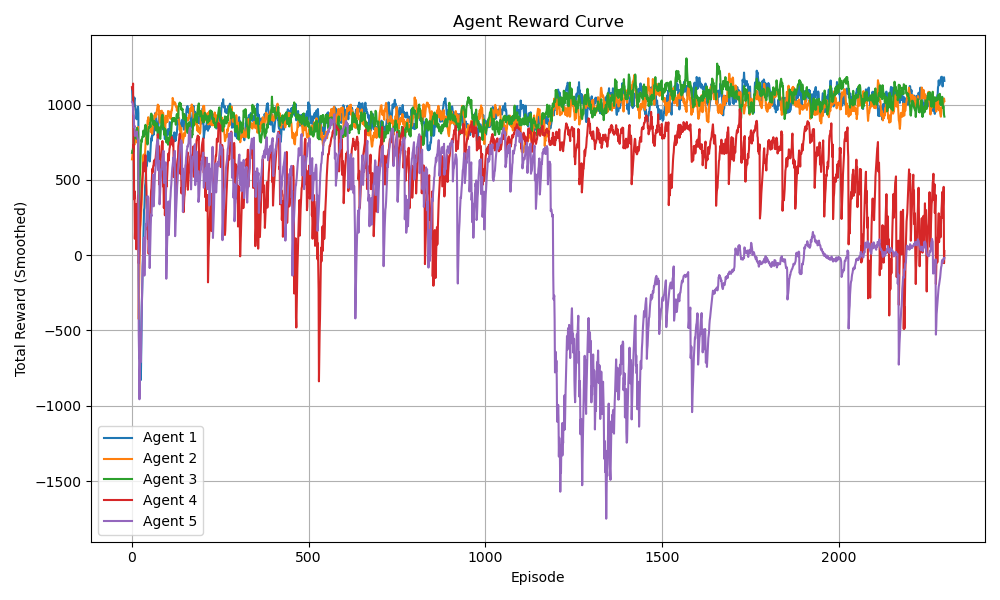 Agent Reward Curve
Total Reward (Smoothed)
1000
500
0
−500
−1000
−1500
Agent 1
Agent 2
Agent 3
Agent 4
Agent 5
0
500
1000
1500
2000
Episode